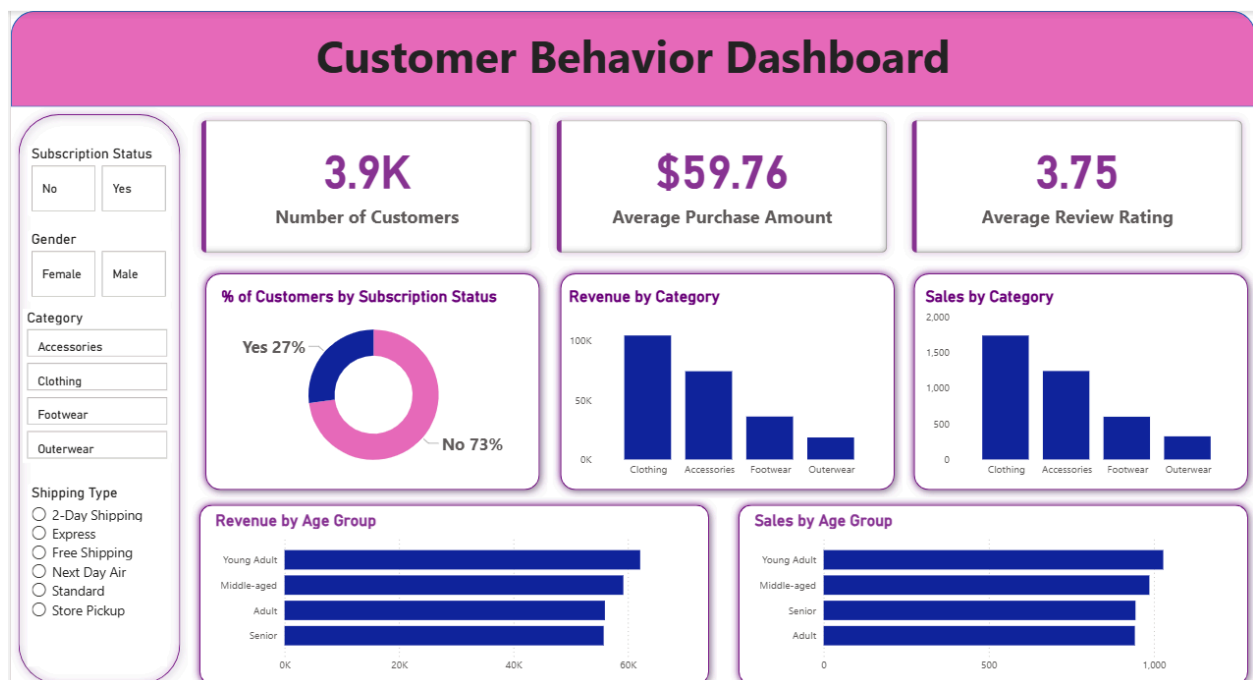 Customer Behavior Dashboard
Subscription Status
No
Yes
Gender
Female
Male
Category
Accessories
Clothing
Footwear
Outerwear
Shipping Type
2-Day Shipping
Express
Free Shipping
Next Day Air
Standard
Store Pickup
3.9K
Number of Customers
$59.76
Average Purchase Amount
3.75
Average Review Rating
% of Customers by Subscription Status
Yes 27%
No 73%
Revenue by Category
100K
50K
0K
Clothing Accessories Footwear Outerwear
Sales by Category
2,000
1,500
1,000
500
0
Clothing Accessories Footwear Outerwear
Revenue by Age Group
Young Adult
Middle-aged
Adult
Senior
0K 20K 40K 60K
Sales by Age Group
Young Adult
Middle-aged
Senior
Adult
0 500 1,000